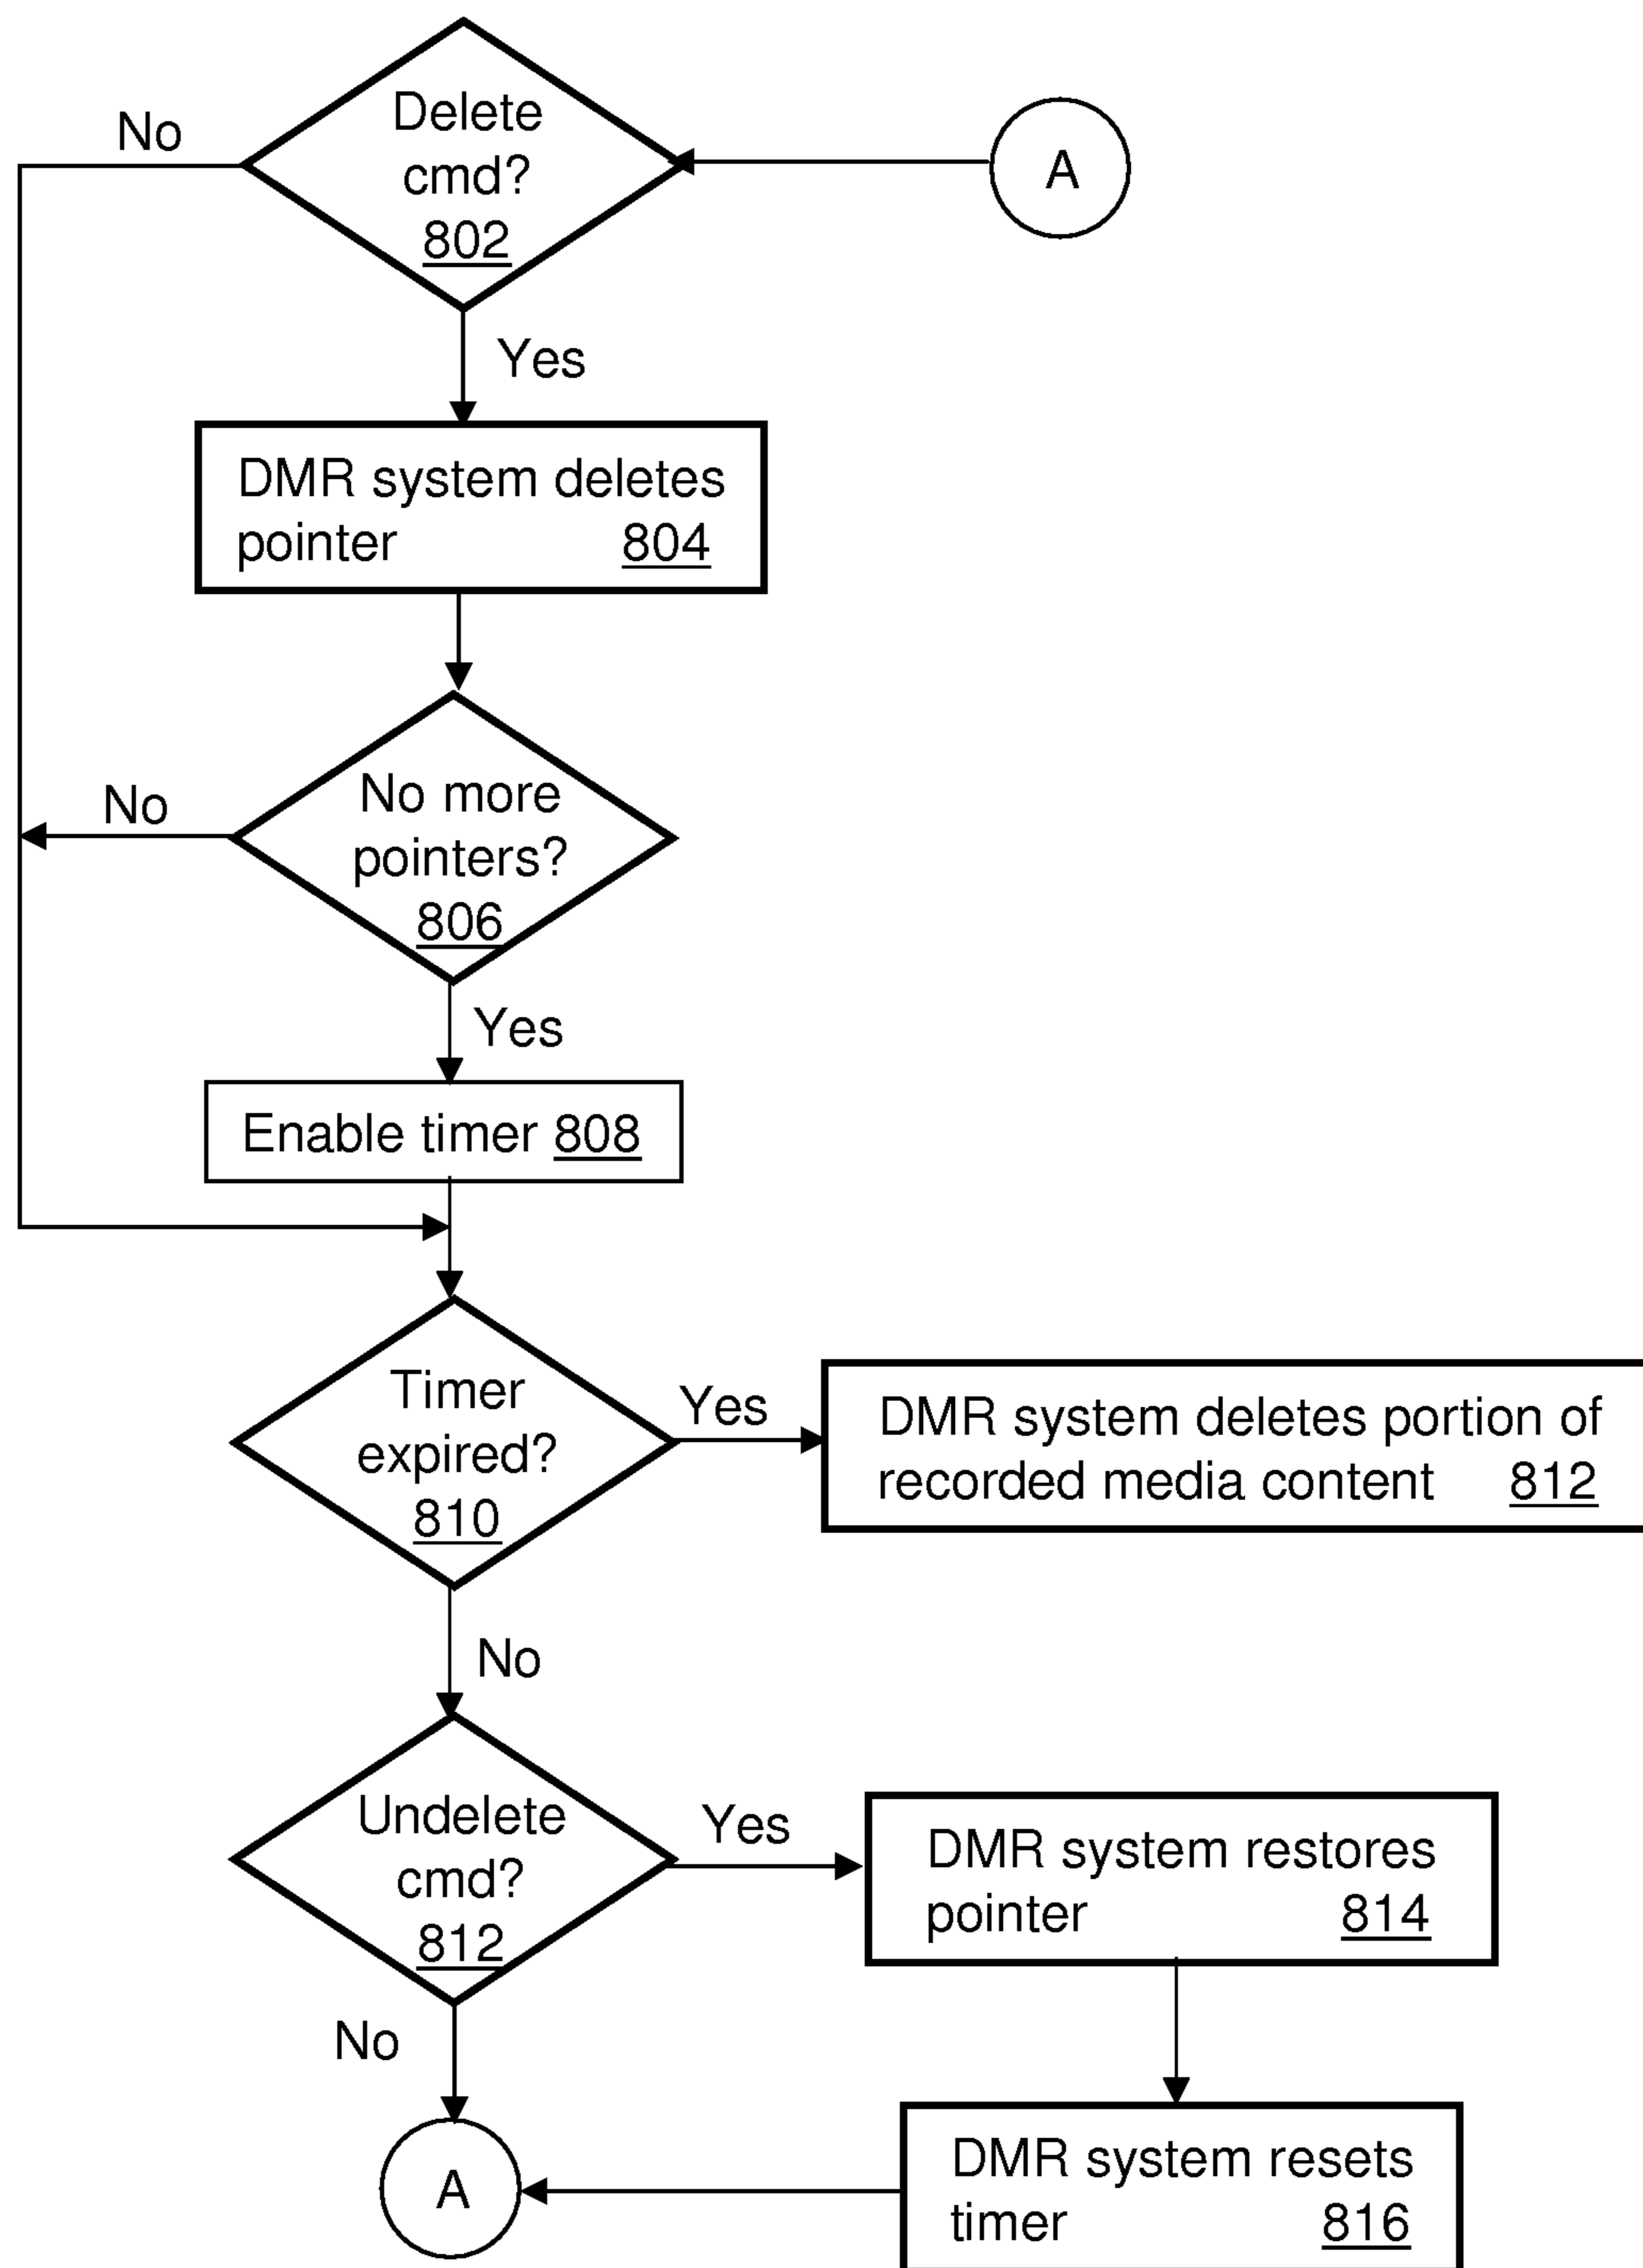 Delete
cmd?
802
No
A
Yes
DMR system deletes
pointer 804
No more
pointers?
806
No
Yes
Enable timer 808
Timer
expired?
810
Yes
DMR system deletes portion of
recorded media content 812
No
Undelete
cmd?
812
Yes
DMR system restores
pointer 814
No
A
DMR system resets
timer 816